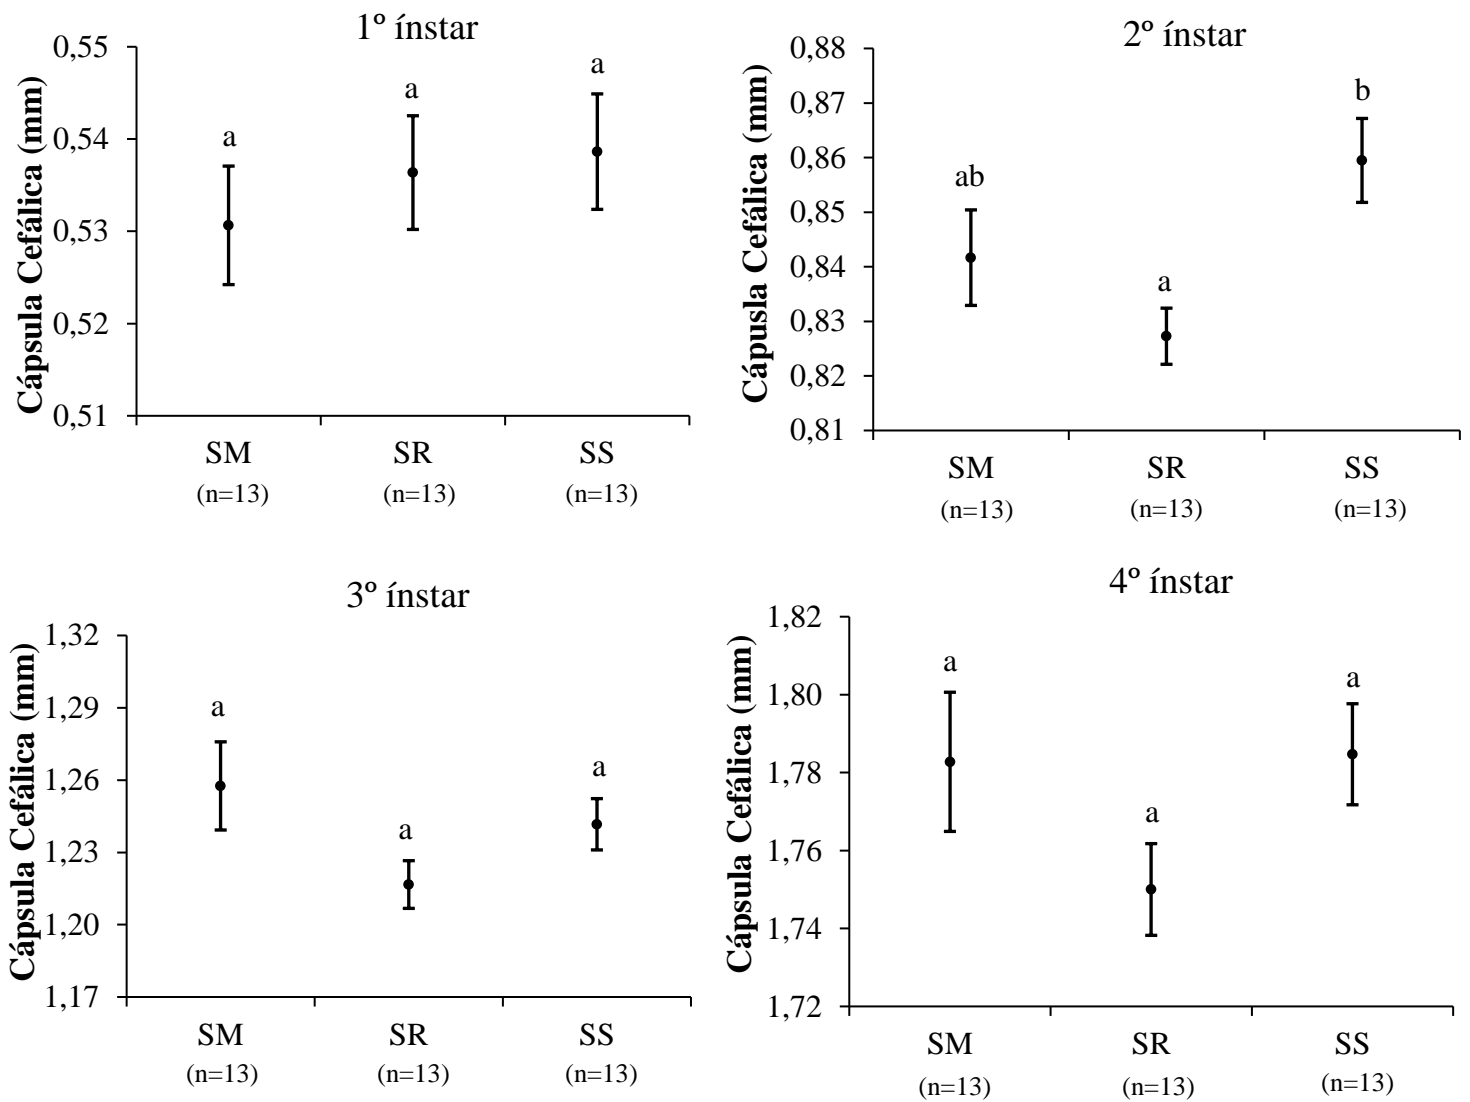 1º ínstar
Cápsula Cefálica (mm)
0,55
0,54
0,53
0,52
0,51
a
a
a
SM
SR
SS
(n=13)
(n=13)
(n=13)
2º ínstar
Cápusla Cefálica (mm)
0,88
0,87
0,86
0,85
0,84
0,83
0,82
0,81
ab
a
b
SM
SR
SS
(n=13)
(n=13)
(n=13)
3º ínstar
Cápsula Cefálica (mm)
1,32
1,29
1,26
1,23
1,20
1,17
a
a
a
SM
SR
SS
(n=13)
(n=13)
(n=13)
4º ínstar
Cápsula Cefálica (mm)
1,82
1,80
1,78
1,76
1,74
1,72
a
a
a
SM
SR
SS
(n=13)
(n=13)
(n=13)